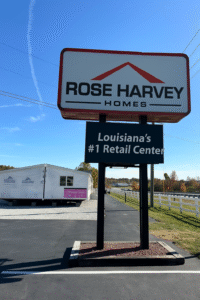 ROSE HARVEY
HOMES
Louisiana's
#1 Retail Center